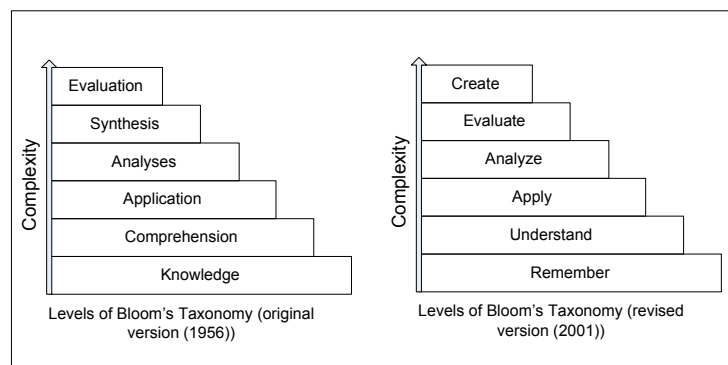 Complexity
Evaluation
Synthesis
Analyses
Application
Comprehension
Knowledge
Levels of Bloom's Taxonomy (original
version (1956))
Complexity
Create
Evaluate
Analyze
Apply
Understand
Remember
Levels of Bloom's Taxonomy (revised
version (2001))